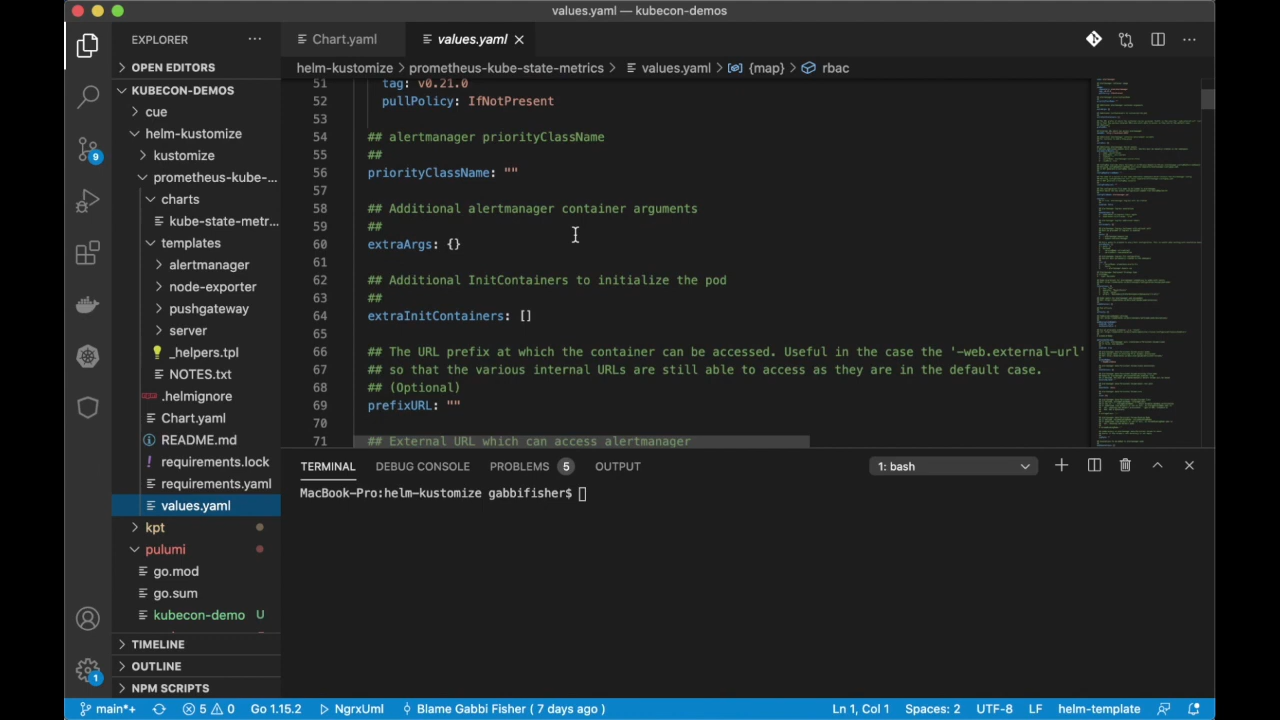 values.yaml — kubecon-demos
EXPLORER
Chart.yaml
values.yaml
OPEN EDITORS
helm-kustomize > prometheus-kube-state-metrics > values.yaml > {map} > rbac
KUBECON-DEMOS
cue
helm-kustomize
kustomize
prometheus-kube-...
charts
kube-state-metr...
templates
alertmanager
node-exporter
pushgateway
server
_helpers.tpl
NOTES.txt
.helmignore
Chart.yaml
README.md
requirements.lock
requirements.yaml
values.yaml
kpt
pulumi
go.mod
go.sum
kubecon-demo U
TIMELINE
OUTLINE
NPM SCRIPTS
9
1
51 tag: v0.21.0
52 pullPolicy: IfNotPresent
53
54 ## alertmanager priorityClassName
55 ##
56 priorityClassName: ""
57
58 ## Additional alertmanager container arguments
59 ##
60 extraArgs: {}
61
62 ## Additional InitContainers to initialize the pod
63 ##
64 extraInitContainers: []
65
66 ## The URL prefix at which the container can be accessed. Useful in the case the '-web.external-url'
67 ## so that the various internal URLs are still able to access as they are in the default case.
68 ## (Optional)
69 prefixURL: ""
70
71 ## External URL which can access alertmanager
TERMINAL DEBUG CONSOLE PROBLEMS 5 OUTPUT
1: bash
MacBook-Pro:helm-kustomize gabbifisher$
main*+ 5 0 Go 1.15.2 NgrxUml Blame Gabbi Fisher ( 7 days ago ) Ln 1, Col 1 Spaces: 2 UTF-8 LF helm-template